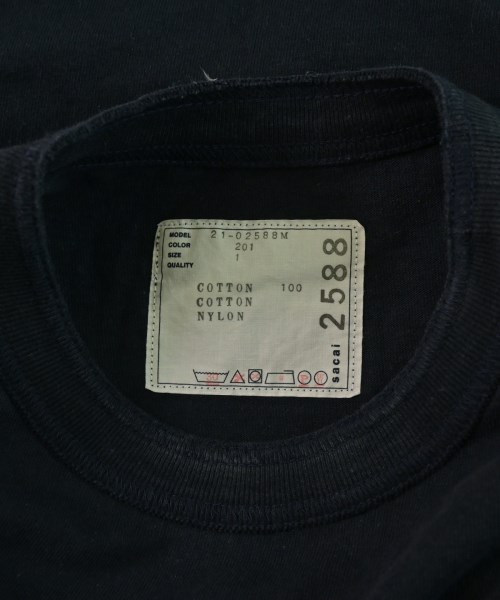 MODEL 21-02588M
COLOR 201
SIZE 1
QUALITY
COTTON 100
COTTON
NYLON
sacai 2588